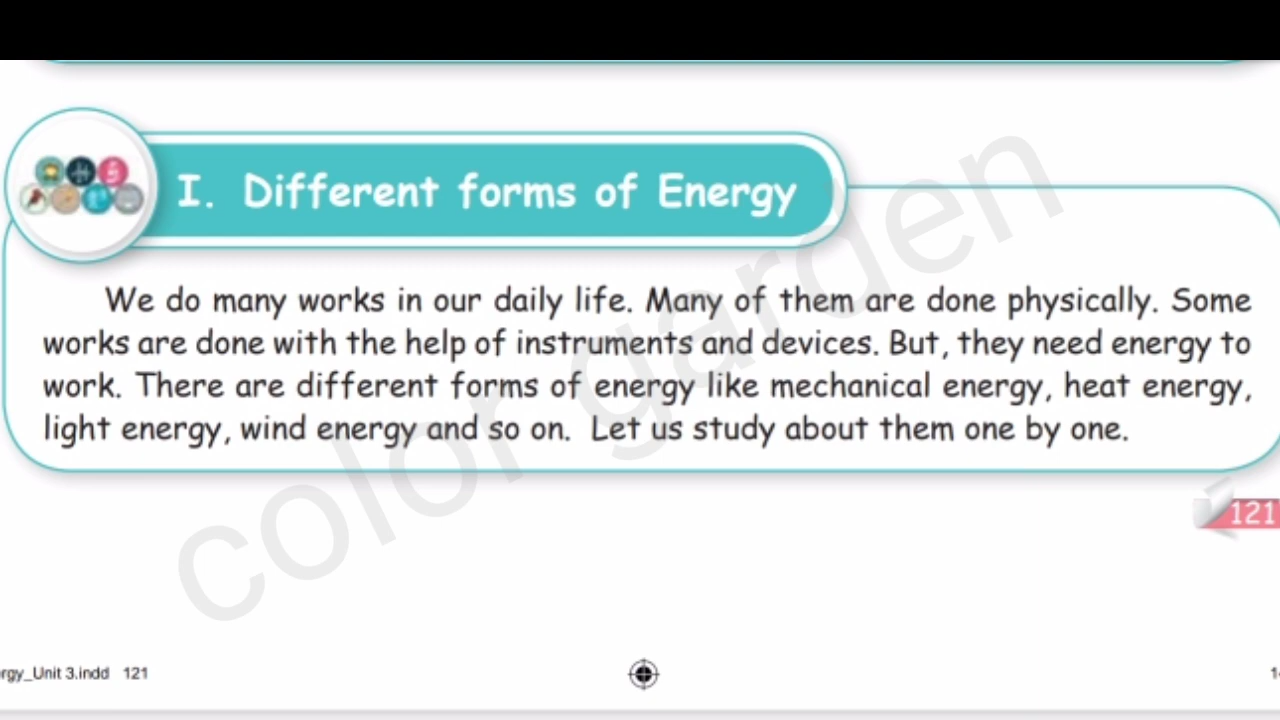 I. Different forms of Energy
We do many works in our daily life. Many of them are done physically. Some
works are done with the help of instruments and devices. But, they need energy to
work. There are different forms of energy like mechanical energy, heat energy,
light energy, wind energy and so on. Let us study about them one by one.
color garden
121
rgy_Unit 3.indd 121